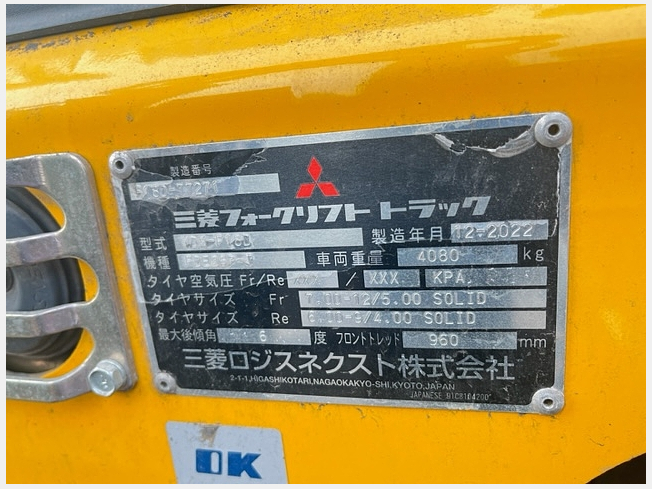 製造番号
三菱フォークリフト トラック
型式 製造年月 12-2022
機種 車両重量 4080 kg
タイヤ空気圧 Fr/Re / XXX KPA
タイヤサイズ Fr 7.00-12/5.00 SOLID
タイヤサイズ Re 6.00-9/4.00 SOLID
最大後傾角 度 フロントトレッド 960 mm
三菱ロジスネクスト株式会社
2-1-1,HIGASHIKOTARI,NAGAOKAKYO-SHI,KYOTO,JAPAN
JAPANESE
OK